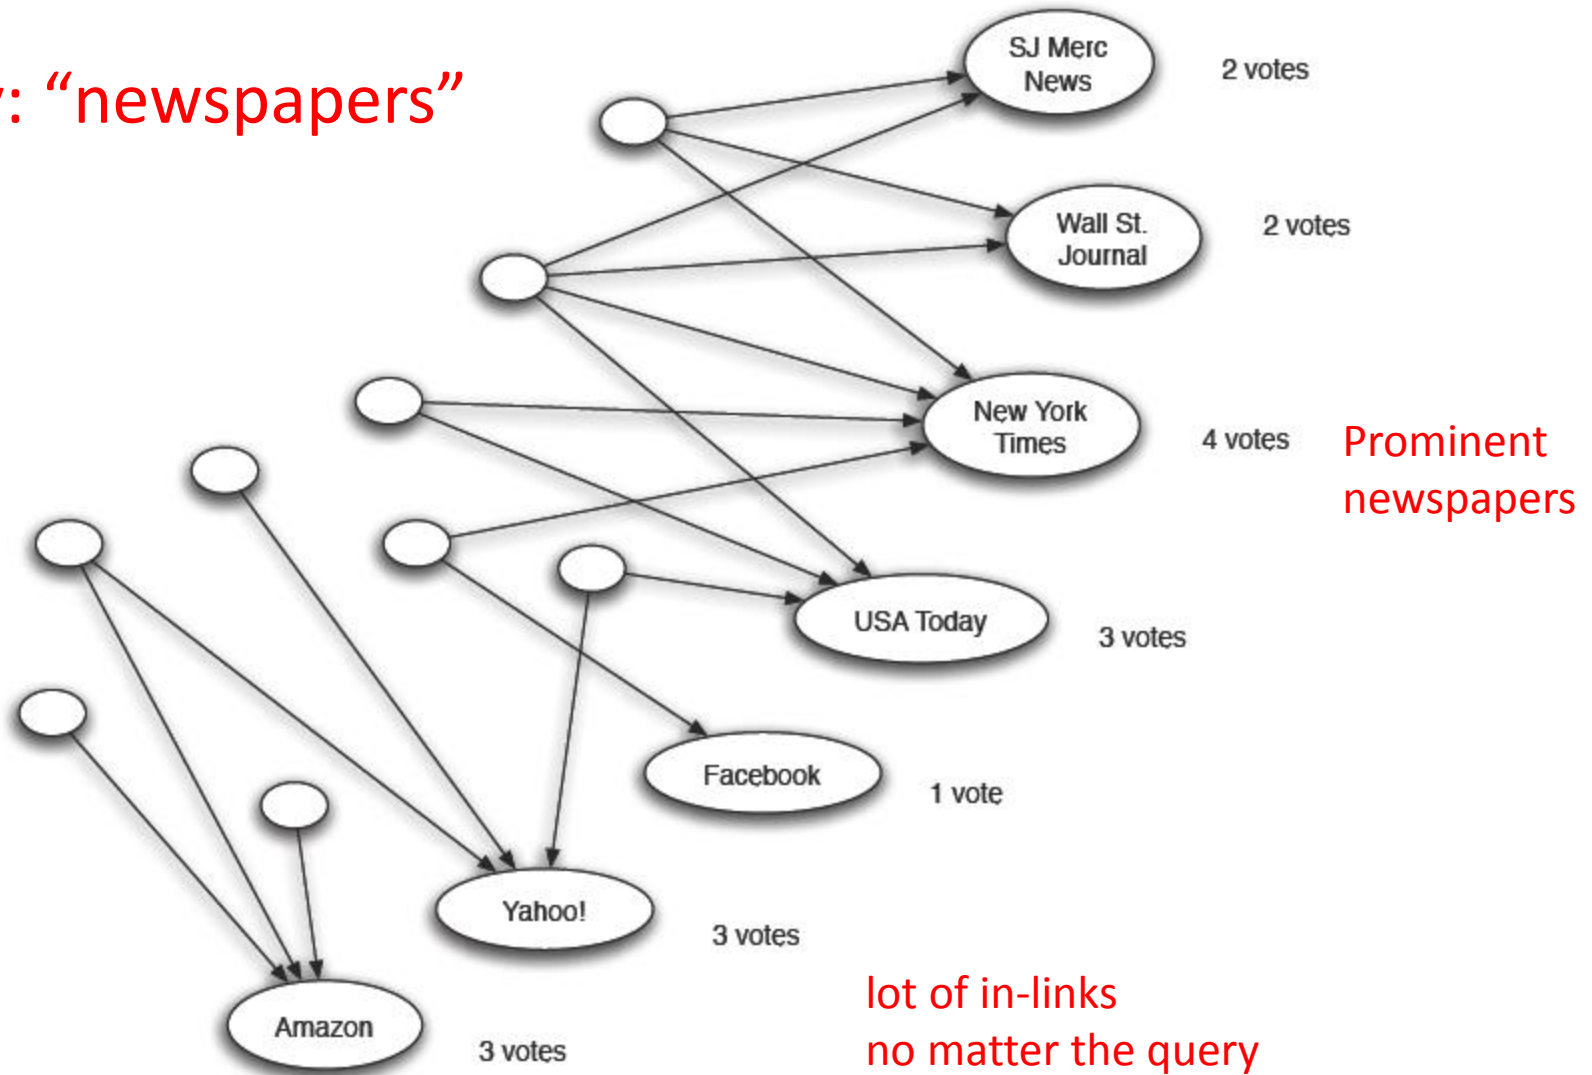 y: “newspapers”
SJ Merc
News
2 votes
Wall St.
Journal
2 votes
New York
Times
4 votes
Prominent
newspapers
USA Today
3 votes
Facebook
1 vote
Yahoo!
3 votes
Amazon
3 votes
lot of in-links
no matter the query